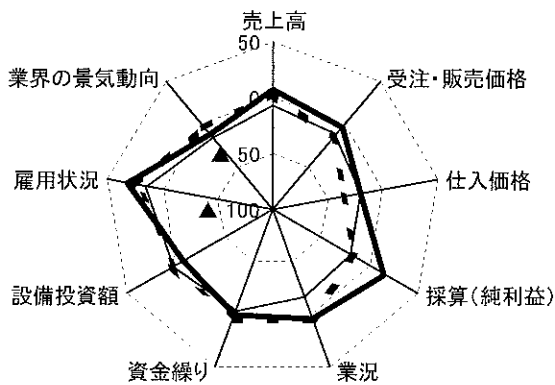 売上高
50
業界の景気動向
受注・販売価格
0
▲ 50
雇用状況
仕入価格
▲ 100
設備投資額
採算(純利益)
資金繰り
業況